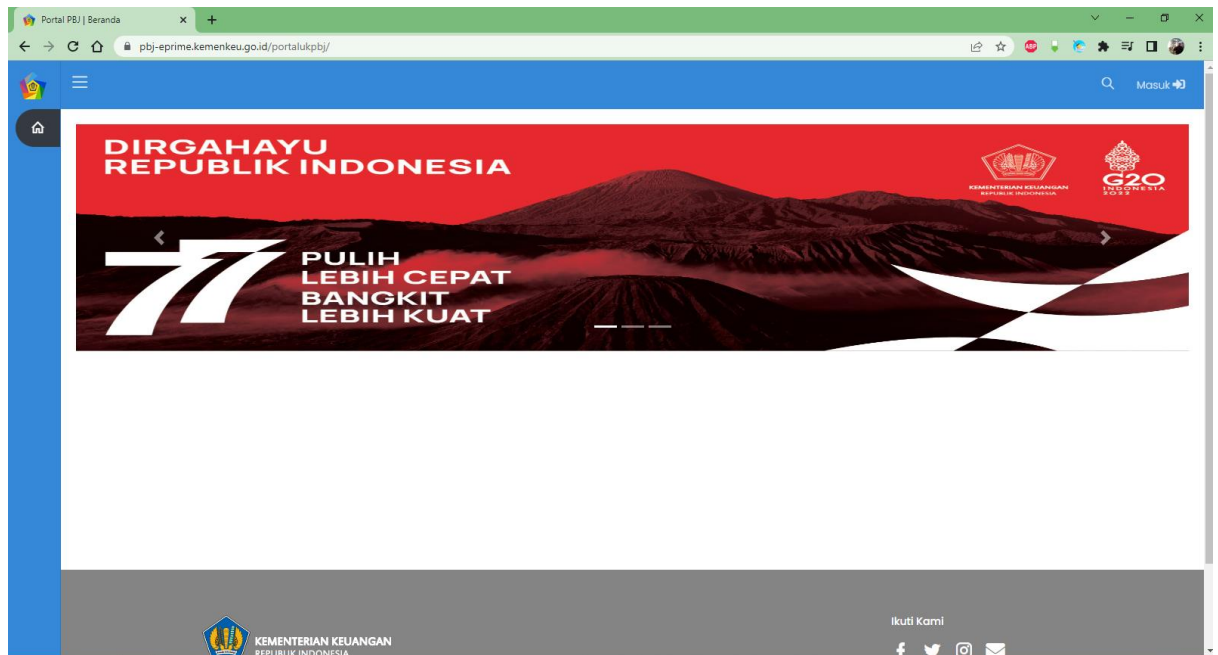 Portal PBJ | Beranda
pbj-eprime.kemenkeu.go.id/portalukpbj/
ABP
Masuk
DIRGAHAYU
REPUBLIK INDONESIA
KEMENTERIAN KEUANGAN
REPUBLIK INDONESIA
G20
INDONESIA
2022
77
PULIH
LEBIH CEPAT
BANGKIT
LEBIH KUAT
KEMENTERIAN KEUANGAN
REPUBLIK INDONESIA
Ikuti Kami